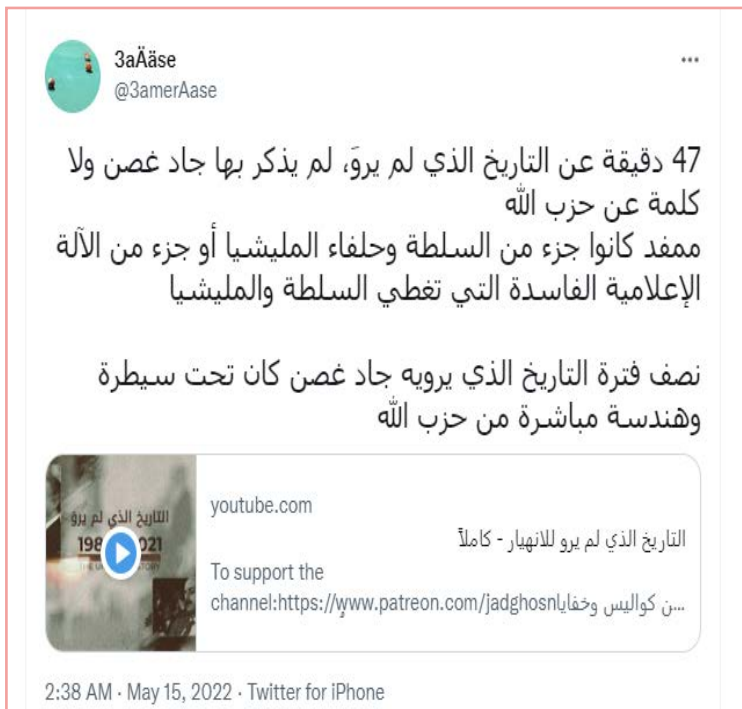 3aÄäse
@3amerAase
47 دقيقة عن التاريخ الذي لم يروَ، لم يذكر بها جاد غصن ولا
كلمة عن حزب الله
ممفد كانوا جزء من السلطة وحلفاء المليشيا أو جزء من الآلة
الإعلامية الفاسدة التي تغطي السلطة والمليشيا
نصف فترة التاريخ الذي يرويه جاد غصن كان تحت سيطرة
وهندسة مباشرة من حزب الله
التاريخ الذي لم يرو
youtube.com
التاريخ الذي لم يرو للانهيار - كاملاً
To support the
channel:https://www.patreon.com/jadghosnن كواليس وخفايا...
2:38 AM · May 15, 2022 · Twitter for iPhone